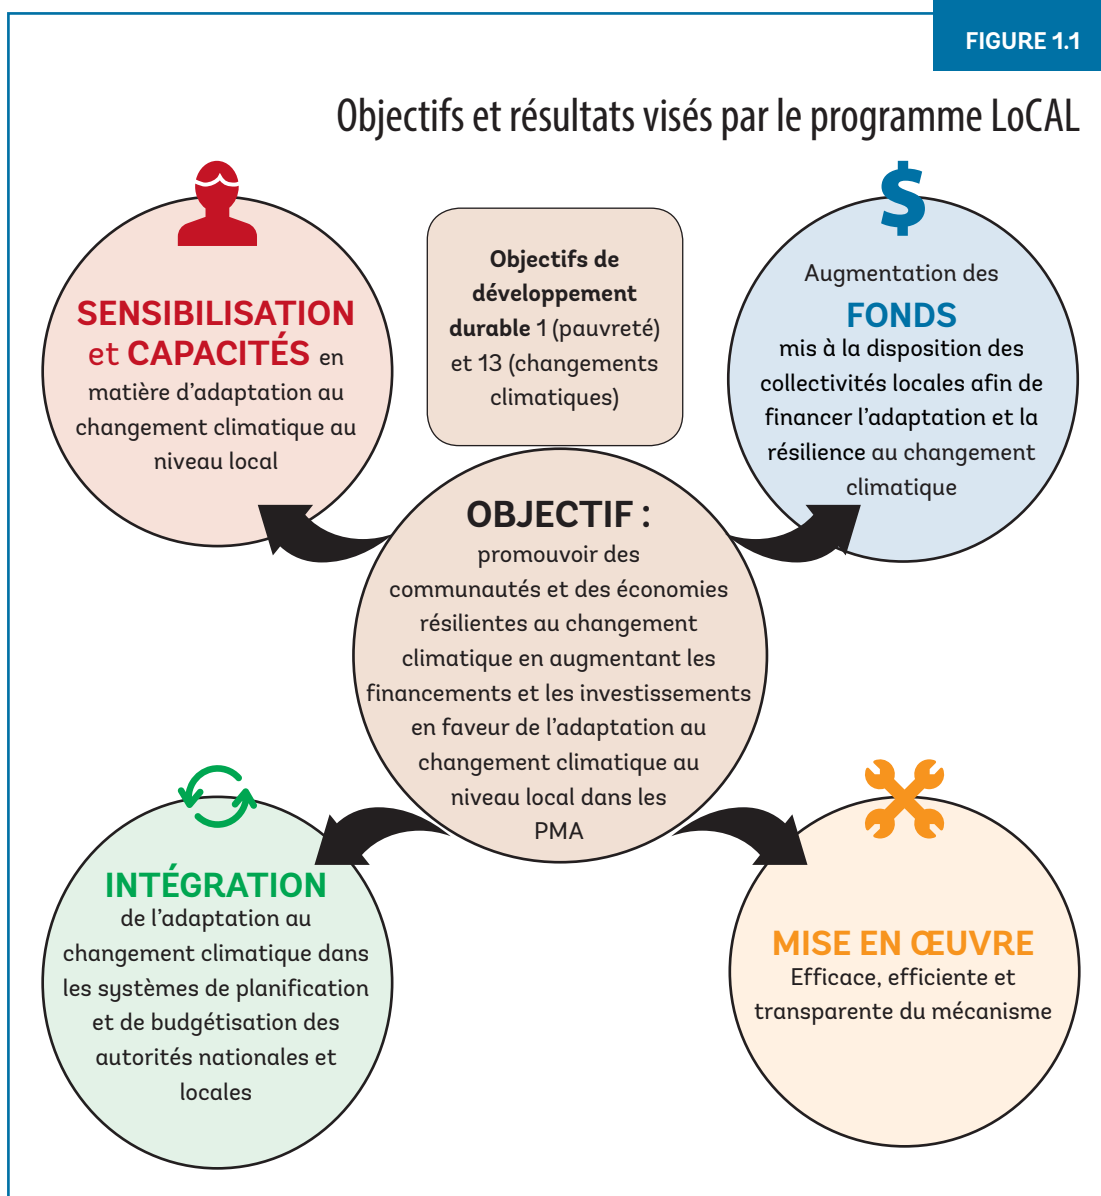 FIGURE 1.1
Objectifs et résultats visés par le programme LoCAL
SENSIBILISATION
et CAPACITÉS en
matière d'adaptation au
changement climatique au
niveau local
Objectifs de
développement
durable 1 (pauvreté)
et 13 (changements
climatiques)
Augmentation des
FONDS
mis à la disposition des
collectivités locales afin de
financer l'adaptation et la
résilience au changement
climatique
OBJECTIF :
promouvoir des
communautés et des économies
résilientes au changement
climatique en augmentant les
financements et les investissements
en faveur de l'adaptation au
changement climatique au
niveau local dans les
PMA
INTÉGRATION
de l'adaptation au
changement climatique dans
les systèmes de planification
et de budgétisation des
autorités nationales et
locales
MISE EN ŒUVRE
Efficace, efficiente et
transparente du mécanisme